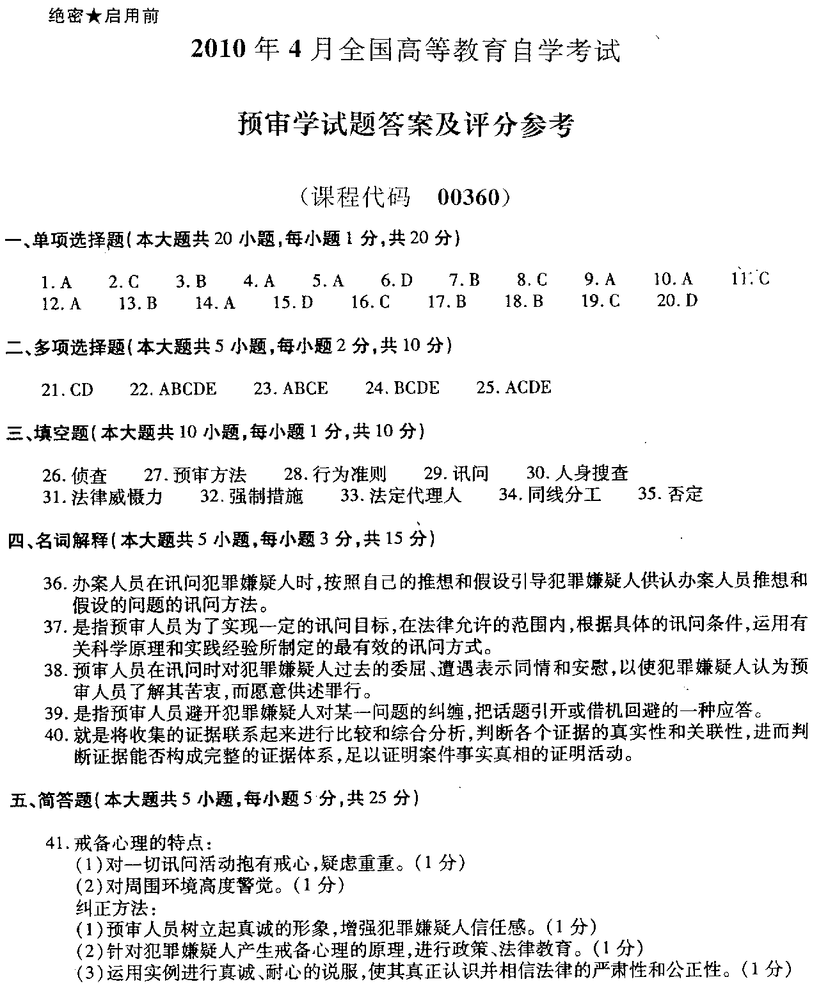 绝密★启用前
2010 年 4 月全国高等教育自学考试
预审学试题答案及评分参考
（课程代码 00360）
一、单项选择题(本大题共 20 小题,每小题 1 分,共 20 分)
1. A 2. C 3. B 4. A 5. A 6. D 7. B 8. C 9. A 10. A 11. C
12. A 13. B 14. A 15. D 16. C 17. B 18. B 19. C 20. D
二、多项选择题(本大题共 5 小题,每小题 2 分,共 10 分)
21. CD 22. ABCDE 23. ABCE 24. BCDE 25. ACDE
三、填空题(本大题共 10 小题,每小题 1 分,共 10 分)
26. 侦查 27. 预审方法 28. 行为准则 29. 讯问 30. 人身搜查
31. 法律威慑力 32. 强制措施 33. 法定代理人 34. 同线分工 35. 否定
四、名词解释(本大题共 5 小题,每小题 3 分,共 15 分)
36. 办案人员在讯问犯罪嫌疑人时,按照自己的推想和假设引导犯罪嫌疑人供认办案人员推想和
假设的问题的讯问方法。
37. 是指预审人员为了实现一定的讯问目标,在法律允许的范围内,根据具体的讯问条件,运用有
关科学原理和实践经验所制定的最有效的讯问方式。
38. 预审人员在讯问时对犯罪嫌疑人过去的委屈、遭遇表示同情和安慰,以使犯罪嫌疑人认为预
审人员了解其苦衷,而愿意供述罪行。
39. 是指预审人员避开犯罪嫌疑人对某一问题的纠缠,把话题引开或借机回避的一种应答。
40. 就是将收集的证据联系起来进行比较和综合分析,判断各个证据的真实性和关联性,进而判
断证据能否构成完整的证据体系,足以证明案件事实真相的证明活动。
五、简答题(本大题共 5 小题,每小题 5 分,共 25 分)
41. 戒备心理的特点:
(1)对一切讯问活动抱有戒心,疑虑重重。(1 分)
(2)对周围环境高度警觉。(1 分)
纠正方法:
(1)预审人员树立起真诚的形象,增强犯罪嫌疑人信任感。(1 分)
(2)针对犯罪嫌疑人产生戒备心理的原理,进行政策、法律教育。(1 分)
(3)运用实例进行真诚、耐心的说服,使其真正认识并相信法律的严肃性和公正性。(1 分)